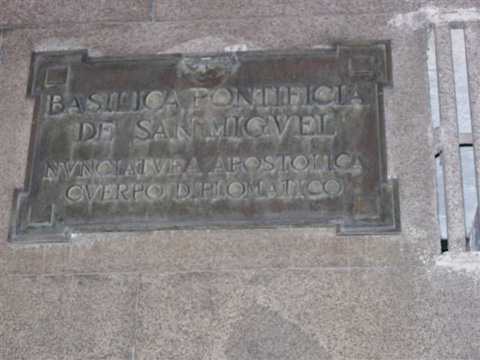 BASILICA PONTIFICIA
DE SAN MIGVEL
NVNCIATVRA APOSTOLICA
CVERPO DIPLOMATICO